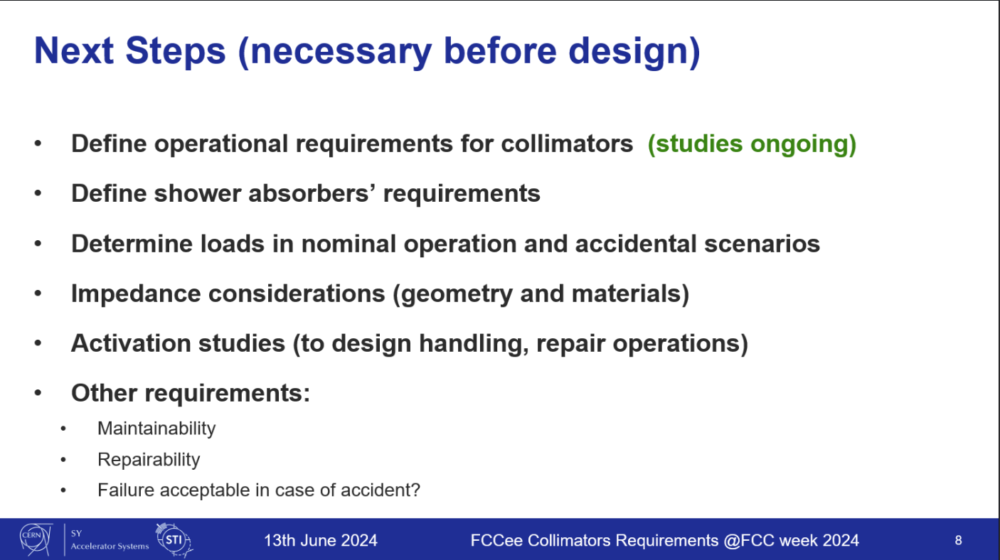 Next Steps (necessary before design)
• Define operational requirements for collimators (studies ongoing)
• Define shower absorbers’ requirements
• Determine loads in nominal operation and accidental scenarios
• Impedance considerations (geometry and materials)
• Activation studies (to design handling, repair operations)
• Other requirements:
• Maintainability
• Repairability
• Failure acceptable in case of accident?
CERN
SY
Accelerator Systems
STI
13th June 2024
FCCee Collimators Requirements @FCC week 2024
8